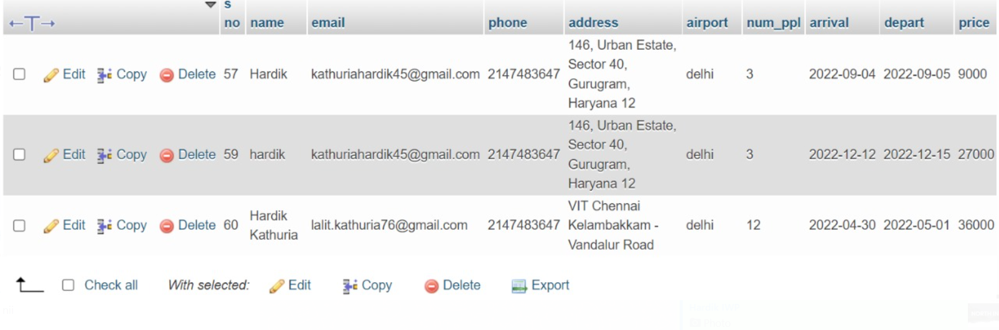 s no name email phone address airport num_ppl arrival depart price
Edit Copy Delete 57 Hardik kathuriahardik45@gmail.com 2147483647 146, Urban Estate, Sector 40, Gurugram, Haryana 12 delhi 3 2022-09-04 2022-09-05 9000
Edit Copy Delete 59 hardik kathuriahardik45@gmail.com 2147483647 146, Urban Estate, Sector 40, Gurugram, Haryana 12 delhi 3 2022-12-12 2022-12-15 27000
Edit Copy Delete 60 Hardik Kathuria lalit.kathuria76@gmail.com 2147483647 VIT Chennai Kelambakkam - Vandalur Road delhi 12 2022-04-30 2022-05-01 36000
Check all With selected: Edit Copy Delete Export